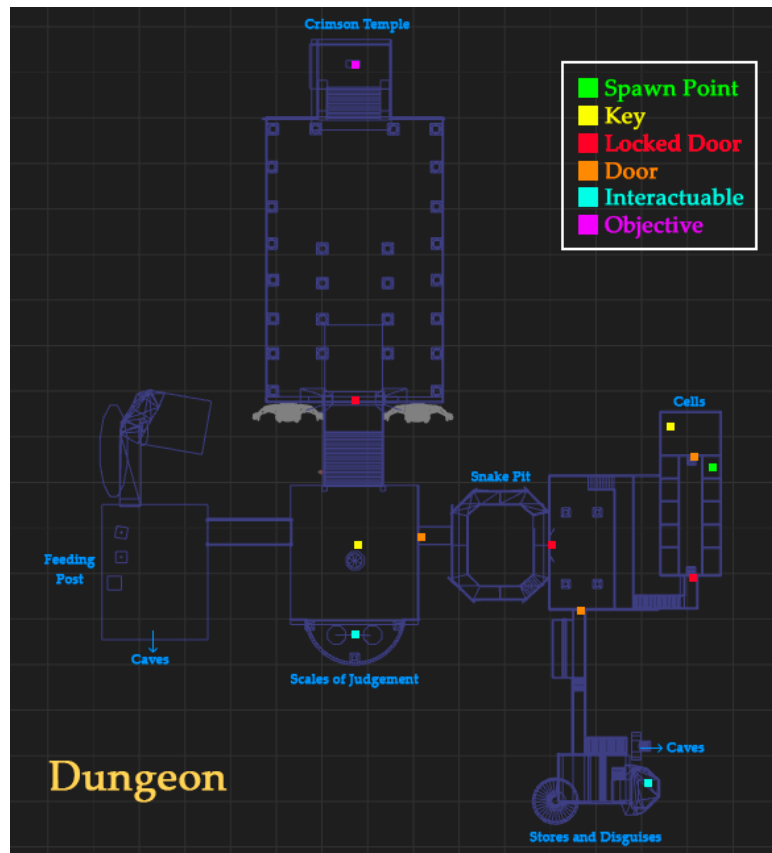 Crimson Temple
Spawn Point
Key
Locked Door
Door
Interactuable
Objective
Cells
Snake Pit
Feeding
Post
Caves
Scales of Judgement
Caves
Dungeon
Stores and Disguises